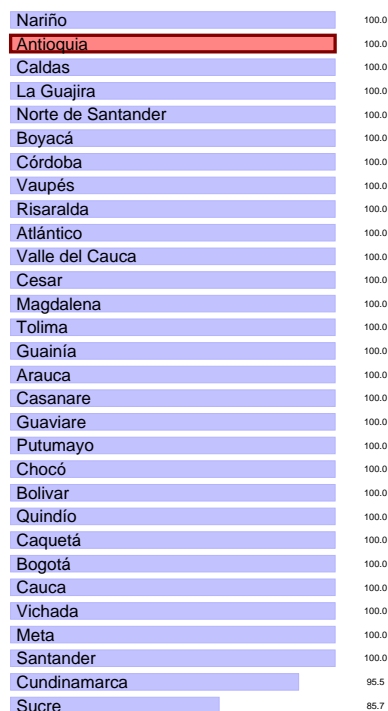 Nariño 100.0
Antioquia 100.0
Caldas 100.0
La Guajira 100.0
Norte de Santander 100.0
Boyacá 100.0
Córdoba 100.0
Vaupés 100.0
Risaralda 100.0
Atlántico 100.0
Valle del Cauca 100.0
Cesar 100.0
Magdalena 100.0
Tolima 100.0
Guainía 100.0
Arauca 100.0
Casanare 100.0
Guaviare 100.0
Putumayo 100.0
Chocó 100.0
Bolivar 100.0
Quindío 100.0
Caquetá 100.0
Bogotá 100.0
Cauca 100.0
Vichada 100.0
Meta 100.0
Santander 100.0
Cundinamarca 95.5
Sucre 85.7